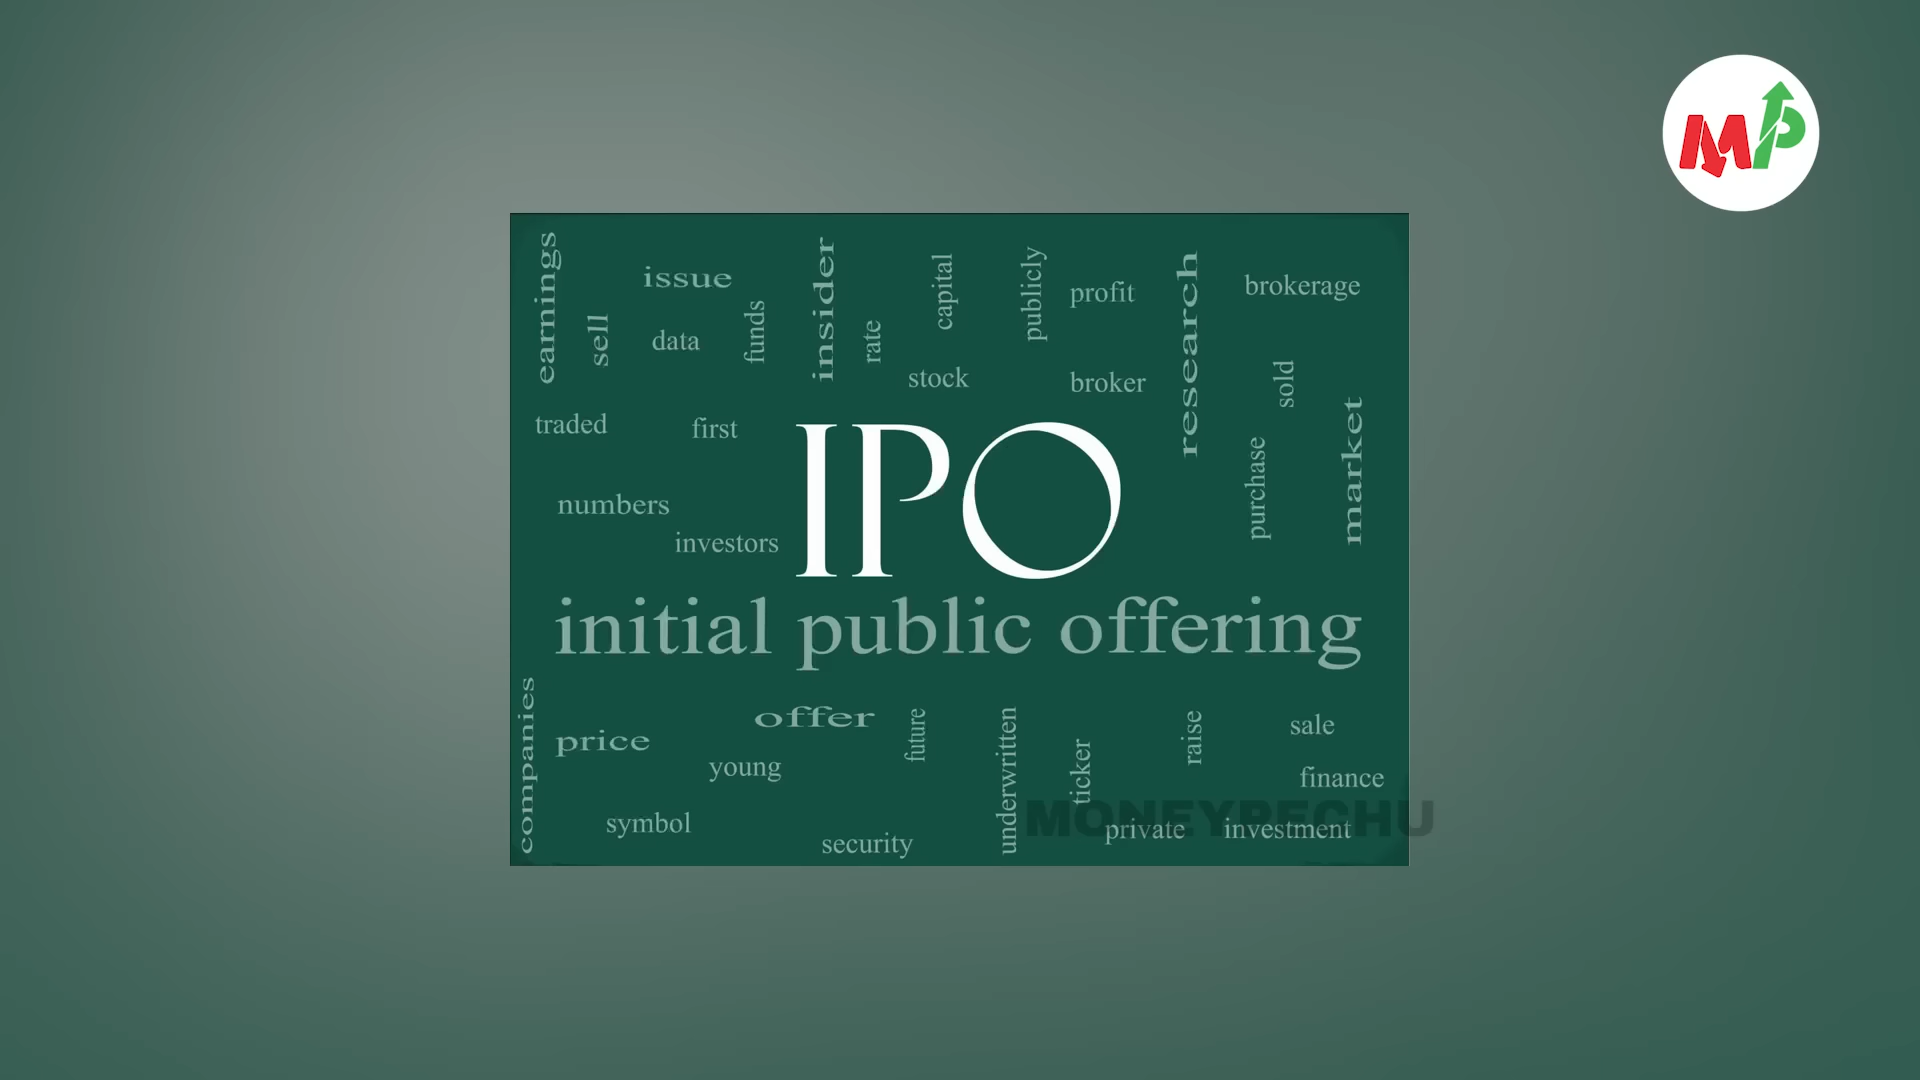 MP
earnings
issue
insider
capital
publicly
profit
research
brokerage
sell
data
funds
rate
stock
broker
sold
traded
first
IPO
market
purchase
numbers
investors
initial public offering
companies
price
offer
young
future
underwritten
ticker
raise
sale
finance
symbol
security
private
investment
MONEYPECHU